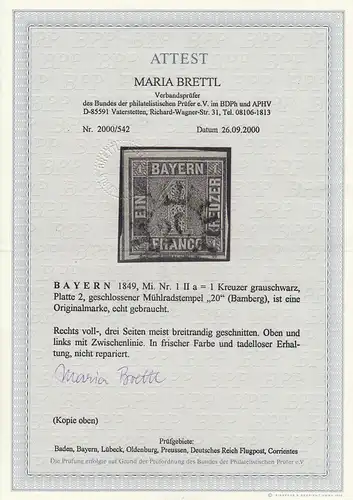 ATTEST
MARIA BRETTL
Verbandsprüfer
des Bundes der philatelistischen Prüfer e.V. im BDPh und APHV
D-85591 Vaterstetten, Richard-Wagner-Str. 31, Tel. 08106-1813
Nr. 2000/542 Datum 26.09.2000
BAYERN
EIN
KREUZER
FRANCO
BAYERN 1849, Mi. Nr. 1 II a = 1 Kreuzer grauschwarz,
Platte 2, geschlossener Mühlradstempel „20“ (Bamberg), ist eine
Originalmarke, echt gebraucht.
Rechts voll-, drei Seiten meist breitrandig geschnitten. Oben und
links mit Zwischenlinie. In frischer Farbe und tadelloser Erhal-
tung, nicht repariert.
Maria Brettl
(Kopie oben)
Prüfgebiete:
Baden, Bayern, Lübeck, Oldenburg, Preussen, Deutsches Reich Flugpost, Corrientes
Die Prüfung erfolgte auf Grund der Prüfordnung des Bundes der Philatelistischen Prüfer e.V.